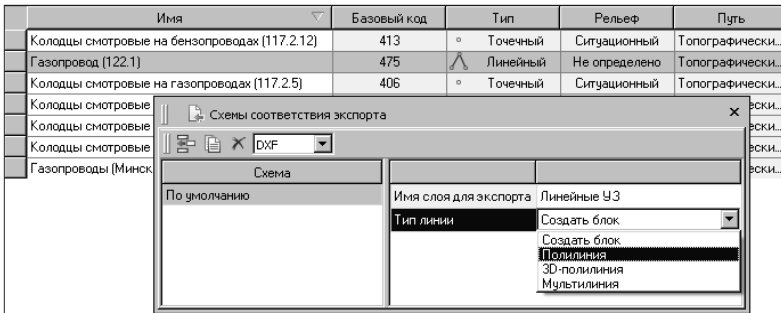 Имя Базовый код Тип Рельеф Путь
Колодцы смотровые на бензопроводах (117.2.12) 413 Точечный Ситуационный Топографически...
Газопровод (122.1) 475 Линейный Не определено Топографически...
Колодцы смотровые на газопроводах (117.2.5) 406 Точечный Ситуационный Топографически...
Колодцы смотровые
Колодцы смотровые
Колодцы смотровые
Газопроводы (Минск
Схемы соответствия экспорта
DXF
Схема
По умолчанию
Имя слоя для экспорта Линейные УЗ
Тип линии Создать блок
Создать блок
Полилиния
3D-полилиния
Мультилиния